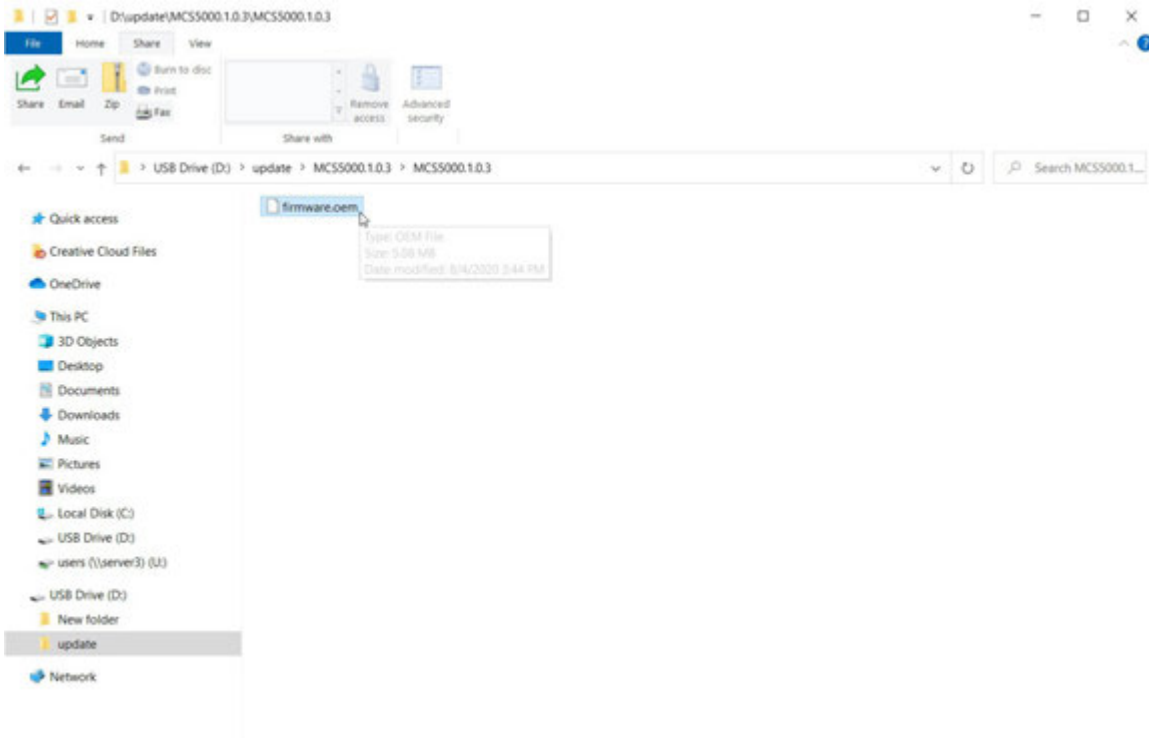 D:\update\MCS5000.1.0.3\MCS5000.1.0.3
File Home Share View
Share Email Zip
Burn to disc
Print
Fax
Remove access
Advanced security
Send
Share with
> USB Drive (D:) > update > MCS5000.1.0.3 > MCS5000.1.0.3
Search MCS5000.1...
Quick access
Creative Cloud Files
OneDrive
This PC
3D Objects
Desktop
Documents
Downloads
Music
Pictures
Videos
Local Disk (C:)
USB Drive (D:)
users (\\server3) (U:)
USB Drive (D:)
New folder
update
Network
firmware.oem
Type: OEM File
Size: 5.08 MB
Date modified: 8/4/2020 3:44 PM